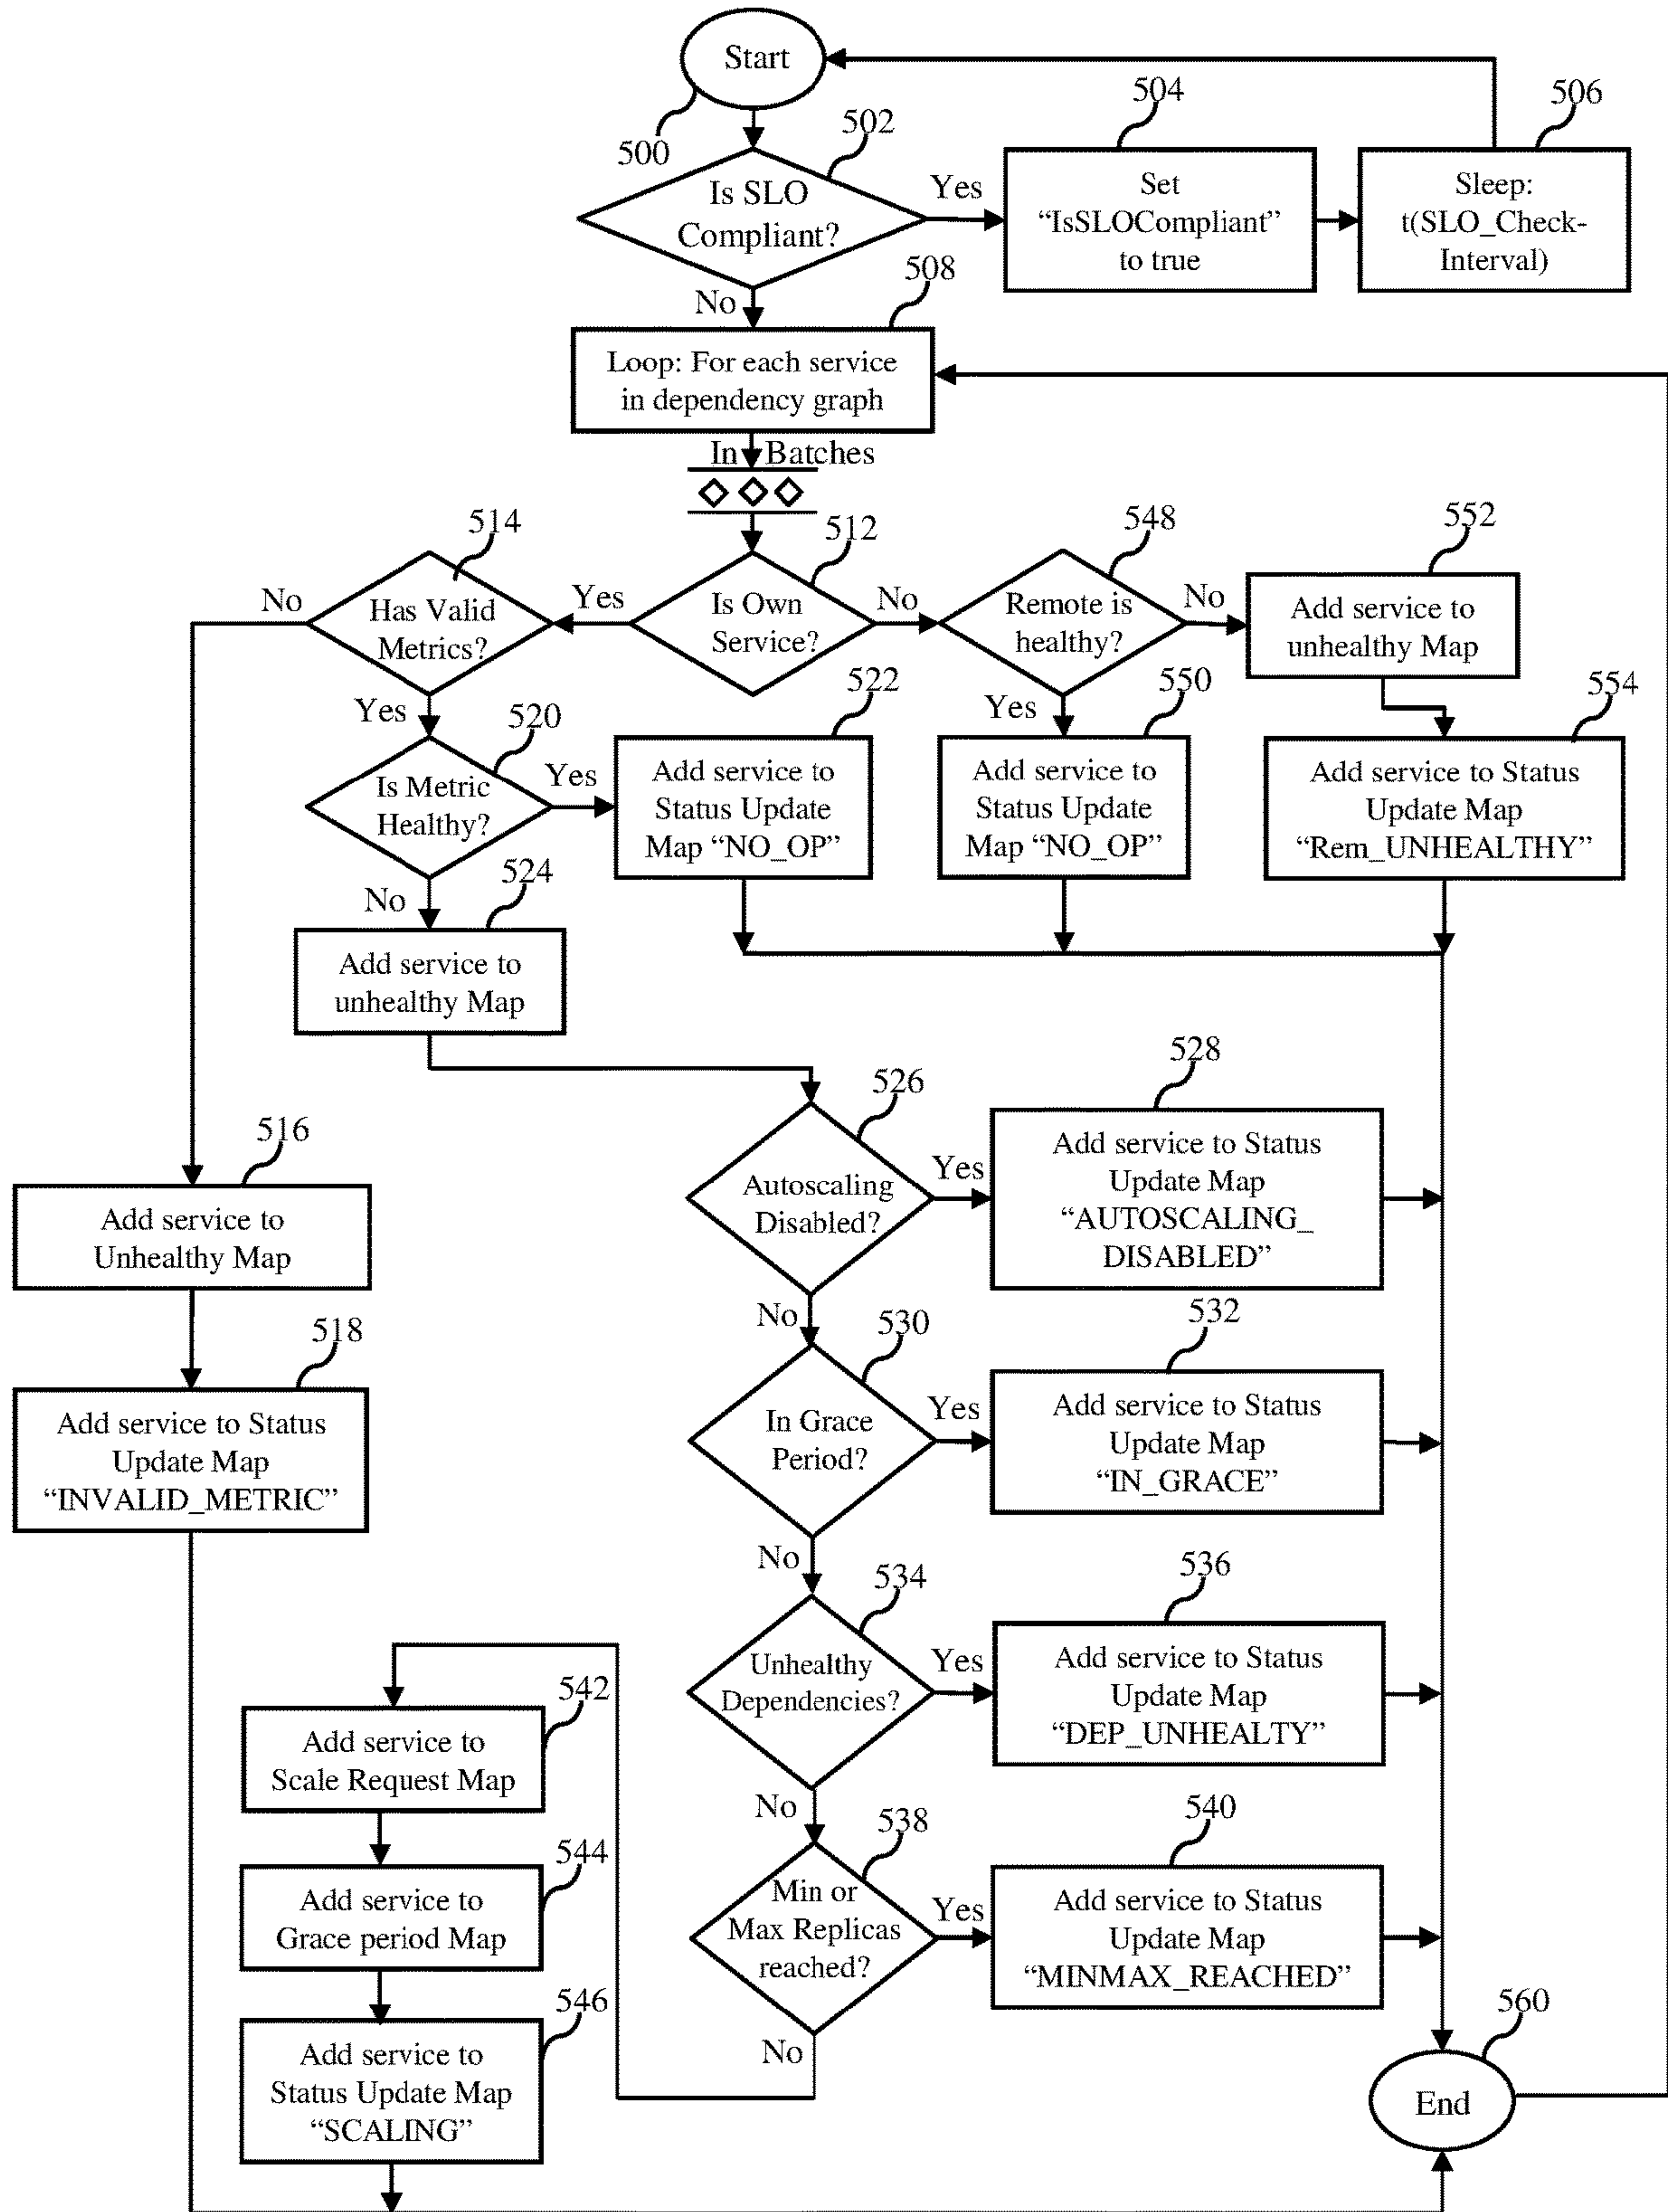 Start
500
502
504
506
Is SLO
Compliant?
Yes
Set
“IsSLOCompliant”
to true
Sleep:
t(SLO_Check-
Interval)
No
508
Loop: For each service
in dependency graph
In Batches
514
512
548
552
No
Has Valid
Metrics?
Yes
Is Own
Service?
No
Remote is
healthy?
No
Add service to
unhealthy Map
Yes
520
522
Yes
550
554
Is Metric
Healthy?
Yes
Add service to
Status Update
Map “NO_OP”
Add service to
Status Update
Map “NO_OP”
Add service to Status
Update Map
“Rem_UNHEALTHY”
No
524
Add service to
unhealthy Map
526
528
Autoscaling
Disabled?
Yes
Add service to Status
Update Map
“AUTOSCALING_
DISABLED”
516
Add service to
Unhealthy Map
No
530
532
518
Add service to Status
Update Map
“INVALID_METRIC”
In Grace
Period?
Yes
Add service to Status
Update Map
“IN_GRACE”
No
534
536
Unhealthy
Dependencies?
Yes
Add service to Status
Update Map
“DEP_UNHEALTY”
542
Add service to
Scale Request Map
No
538
540
544
Add service to
Grace period Map
Min or
Max Replicas
reached?
Yes
Add service to Status
Update Map
“MINMAX_REACHED”
546
Add service to
Status Update Map
“SCALING”
No
560
End